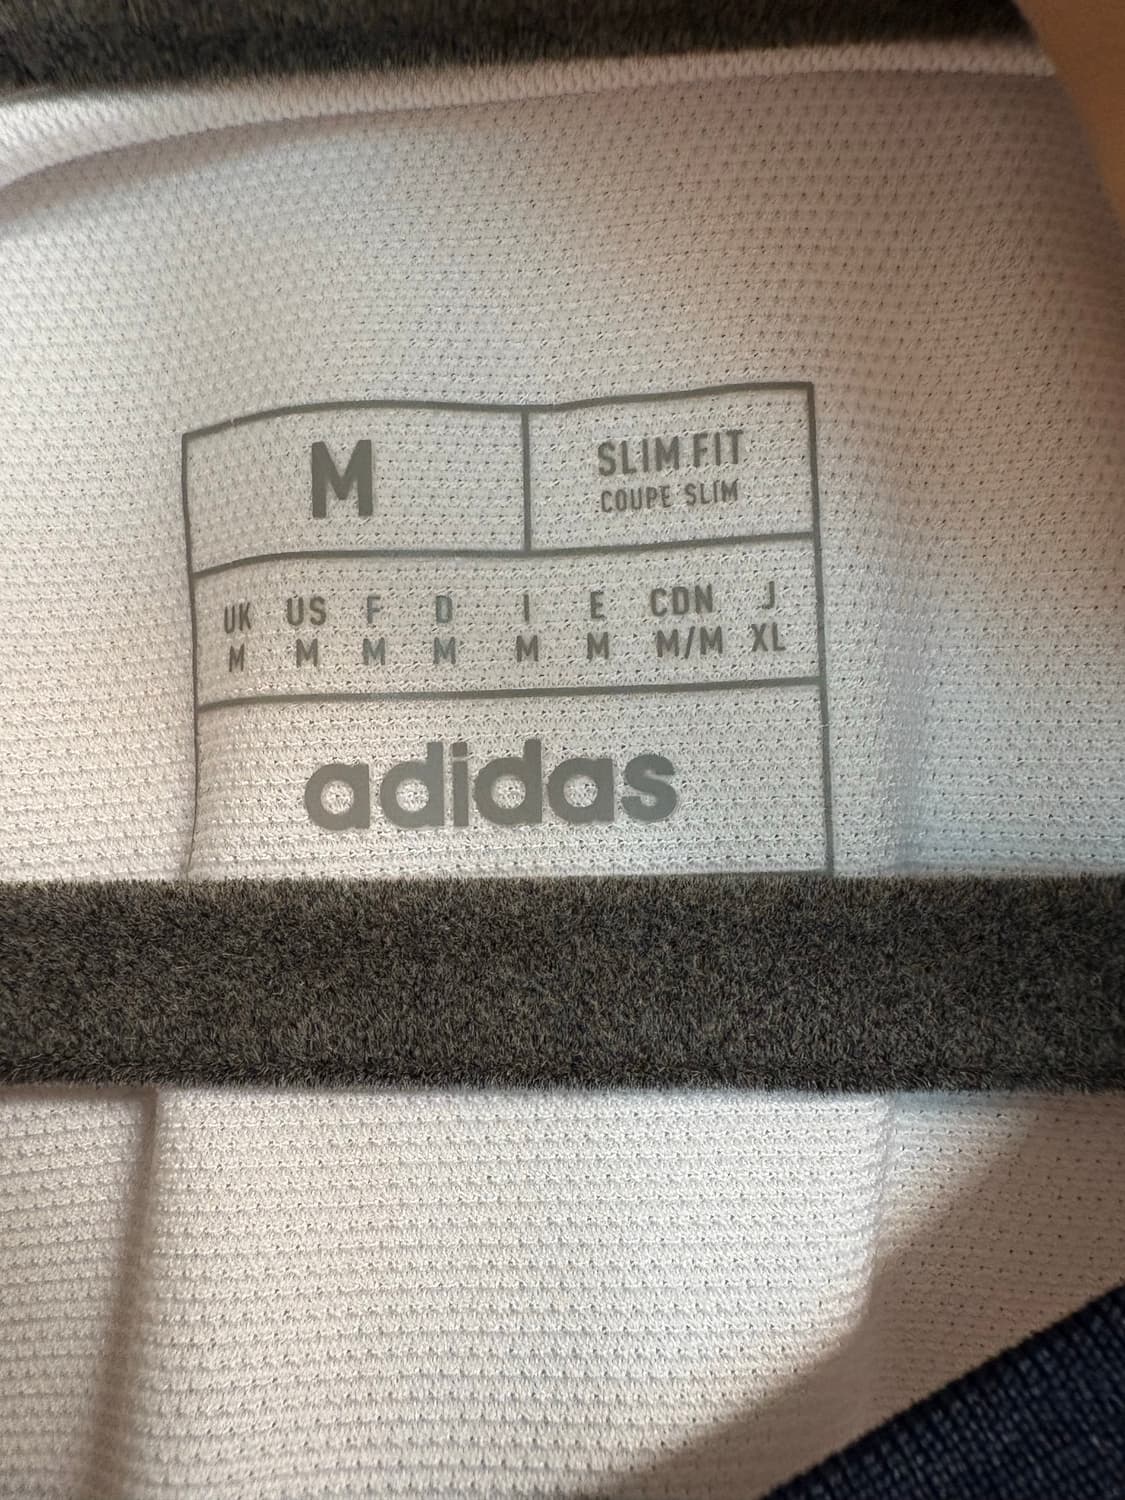 M
SLIM FIT
COUPE SLIM
UK US F D I E CDN J
M M M M M M M/M XL
adidas